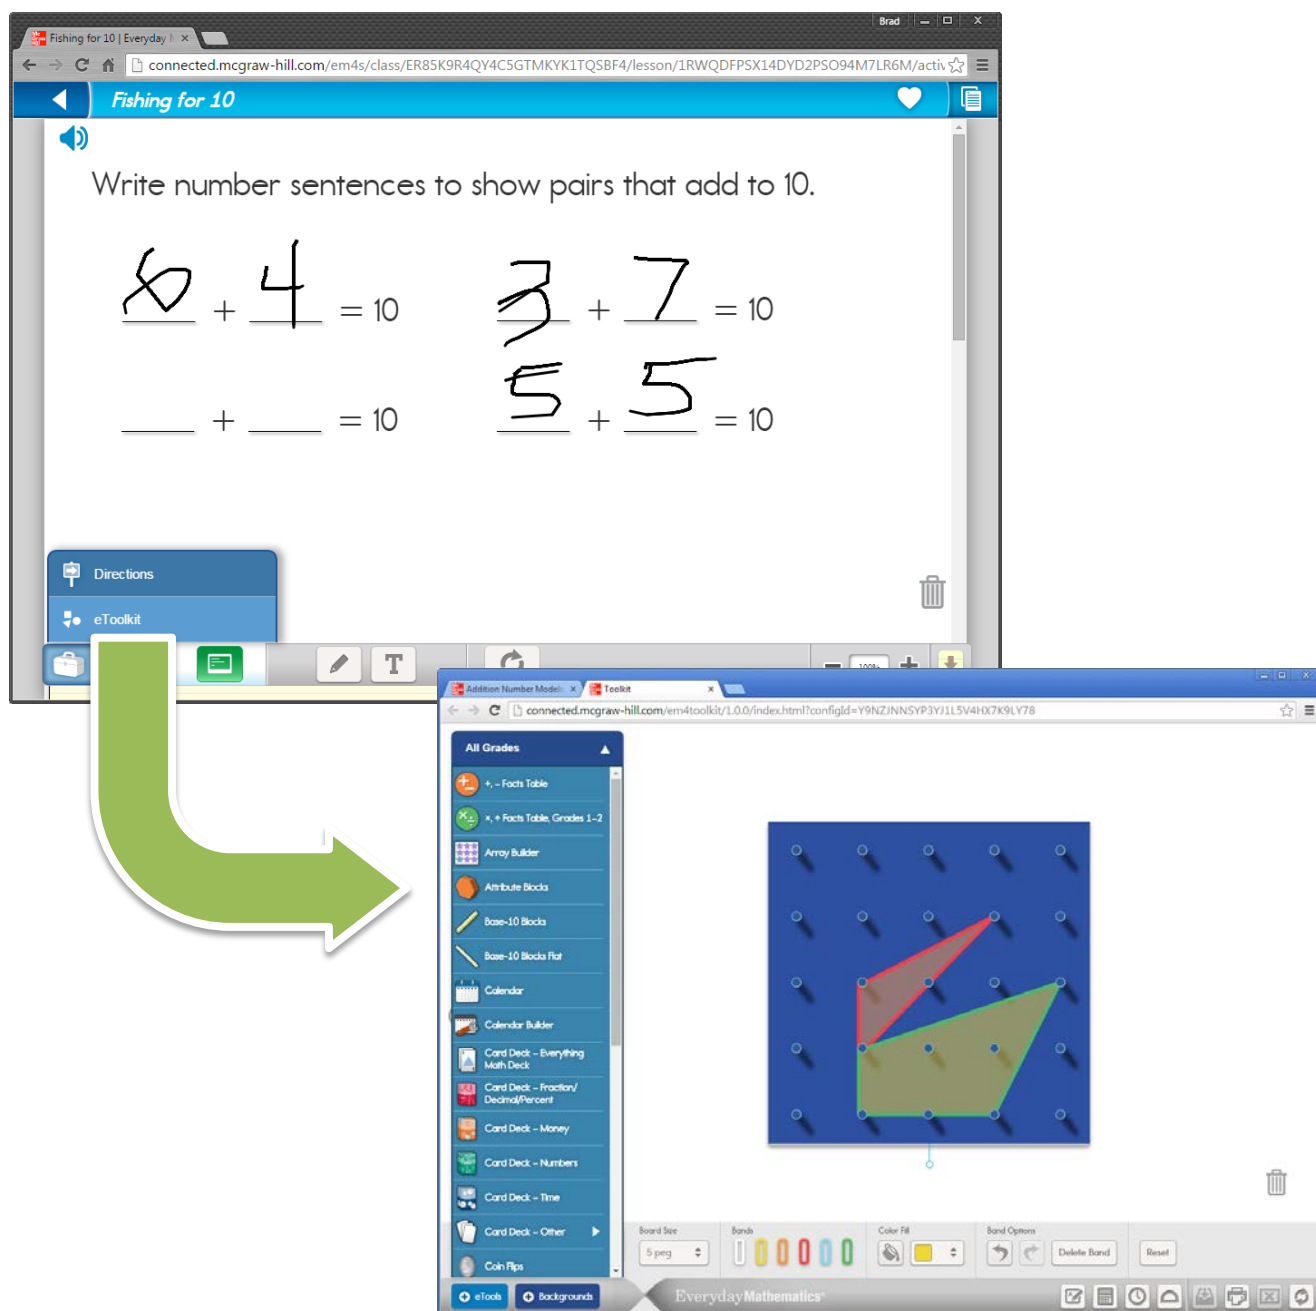 Brad
Fishing for 10 | Everyday
connected.mcgraw-hill.com/em4s/class/ER85K9R4QY4C5GTMKYK1TQSBF4/lesson/1RWQDFPSX14DYD2PSO94M7LR6M/activ
Fishing for 10
Write number sentences to show pairs that add to 10.
6 + 4 = 10 3 + 7 = 10
___ + ___ = 10 5 + 5 = 10
Directions
eToolkit
T
100%
Addition Number Models Toolkit
connected.mcgraw-hill.com/em4toolkit/1.0.0/index.html?configId=Y9NZJNNSYP3YJ1L5V4HX7K9LY78
All Grades
+, – Facts Table
×, ÷ Facts Table, Grades 1–2
Array Builder
Attribute Blocks
Base-10 Blocks
Base-10 Blocks Flat
Calendar
Calendar Builder
Card Deck – Everything
Math Deck
Card Deck – Fraction/
Decimal/Percent
Card Deck – Money
Card Deck – Numbers
Card Deck – Time
Card Deck – Other
Coin Flips
Board Size Bands Color Fill Band Options
5 peg Delete Band Reset
eTools Backgrounds EverydayMathematics